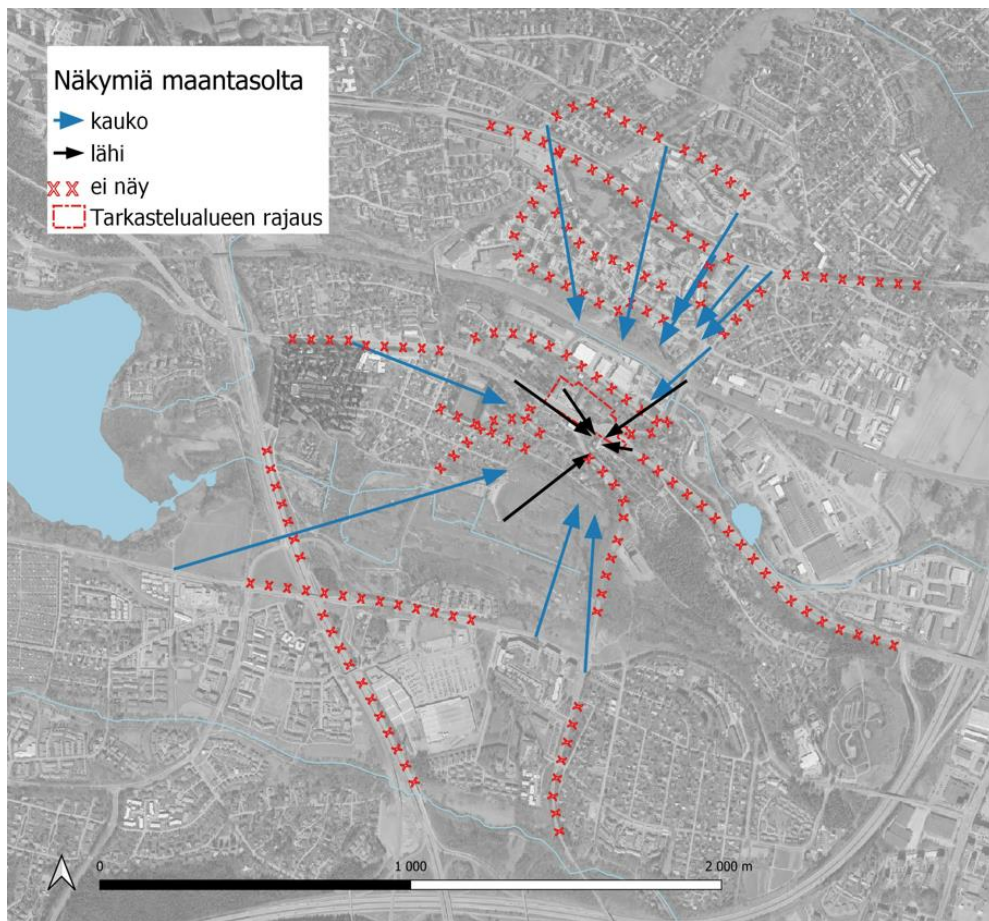 Näkymiä maantasolta
kauko
lähi
ei näy
Tarkastelualueen rajaus
0 1 000 2 000 m